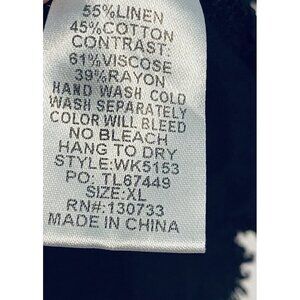 55%LINEN
45%COTTON
CONTRAST:
61%VISCOSE
39%RAYON
HAND WASH COLD
WASH SEPARATELY
COLOR WILL BLEED
NO BLEACH
HANG TO DRY
STYLE:WK5153
PO: TL67449
SIZE:XL
RN#:130733
MADE IN CHINA